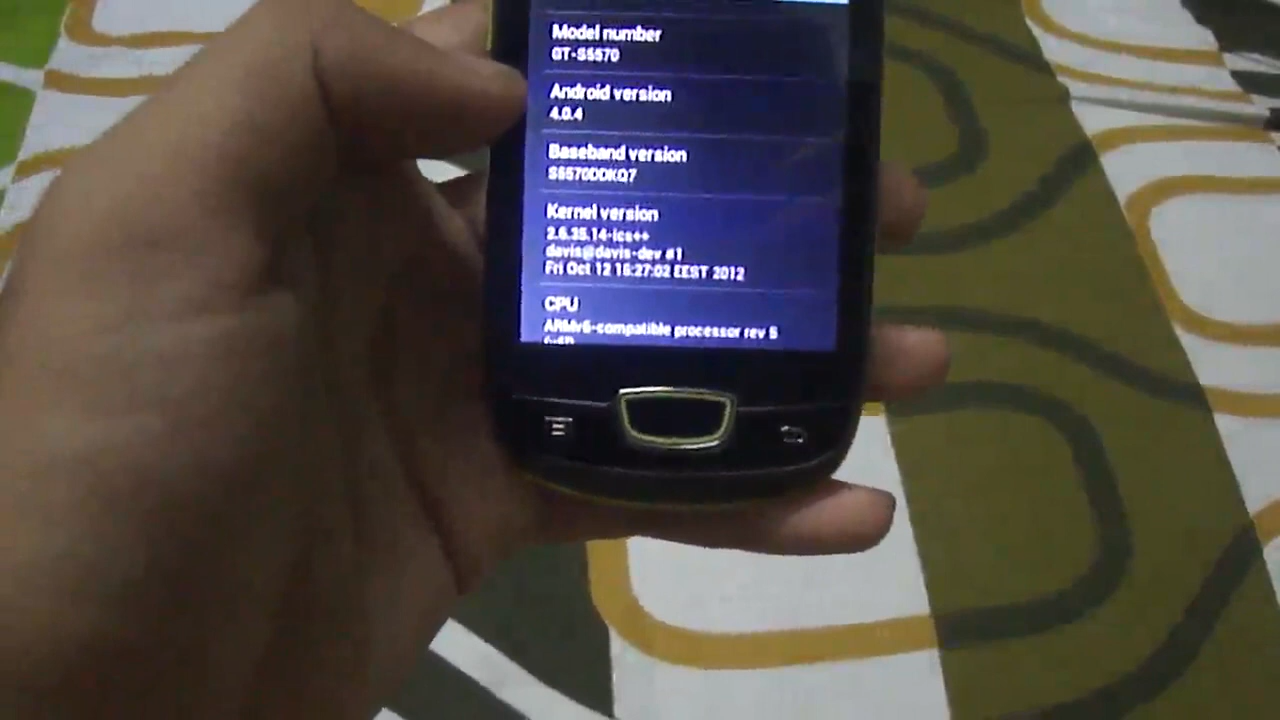 Model number
GT-S5570
Android version
4.0.4
Baseband version
S5570DDKQ7
Kernel version
2.6.35.14-ics++
davis@davis-dev #1
Fri Oct 12 15:27:02 EEST 2012
CPU
ARMv6-compatible processor rev 5